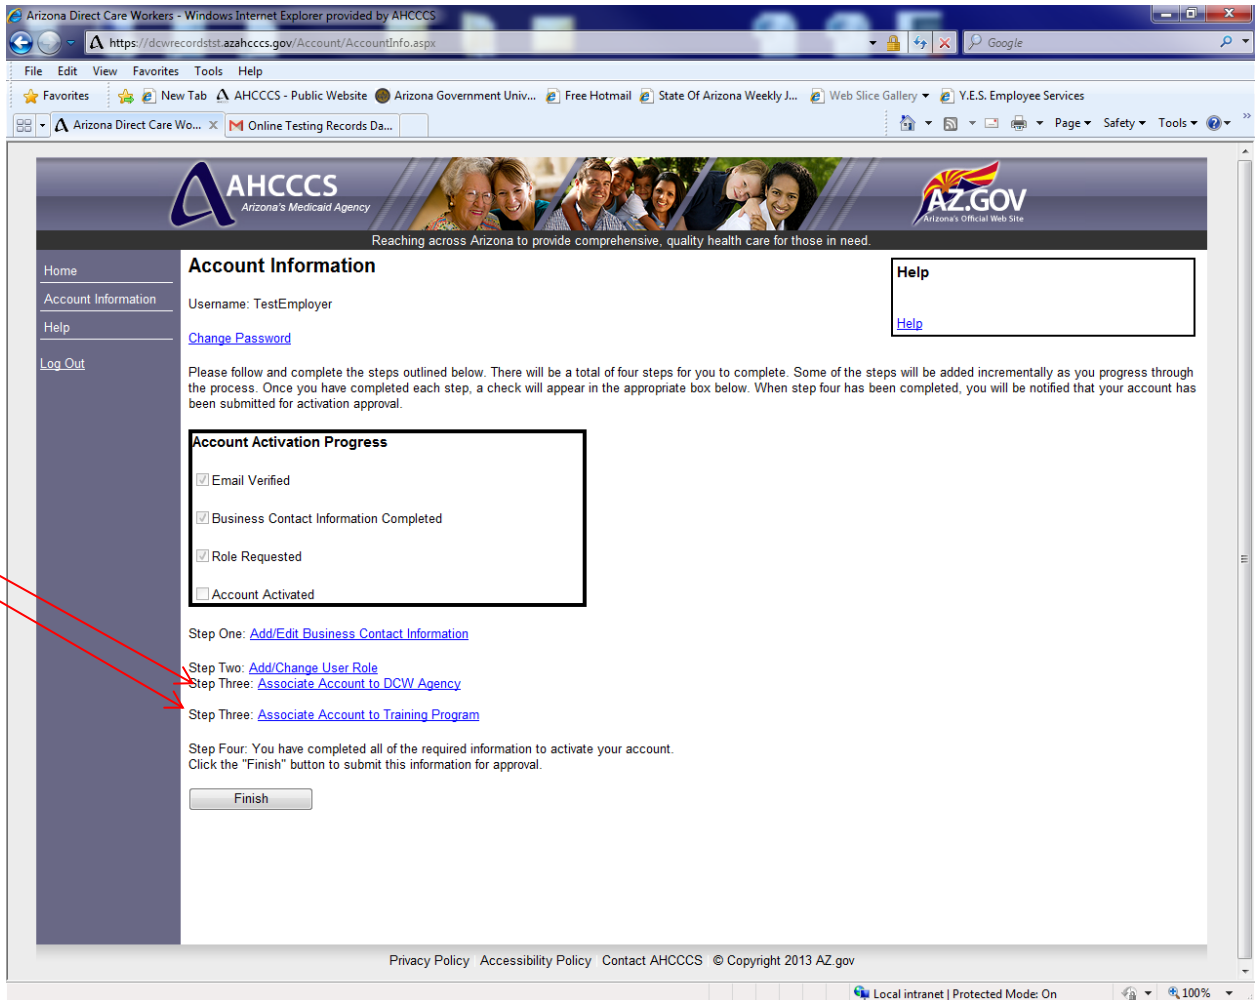 Arizona Direct Care Workers - Windows Internet Explorer provided by AHCCCS
https://dcwrecordstst.azahcccs.gov/Account/AccountInfo.aspx
Google
File Edit View Favorites Tools Help
Favorites New Tab AHCCCS - Public Website Arizona Government Univ... Free Hotmail State Of Arizona Weekly J... Web Slice Gallery Y.E.S. Employee Services
Arizona Direct Care Wo... X Online Testing Records Da... Page Safety Tools »
AHCCCS
Arizona's Medicaid Agency
AZ.GOV
Arizona's Official Web Site
Reaching across Arizona to provide comprehensive, quality health care for those in need.
Home
Account Information
Help
Log Out
Account Information
Username: TestEmployer
Change Password
Help
Help
Please follow and complete the steps outlined below. There will be a total of four steps for you to complete. Some of the steps will be added incrementally as you progress through
the process. Once you have completed each step, a check will appear in the appropriate box below. When step four has been completed, you will be notified that your account has
been submitted for activation approval.
Account Activation Progress
Email Verified
Business Contact Information Completed
Role Requested
Account Activated
Step One: Add/Edit Business Contact Information
Step Two: Add/Change User Role
Step Three: Associate Account to DCW Agency
Step Three: Associate Account to Training Program
Step Four: You have completed all of the required information to activate your account.
Click the "Finish" button to submit this information for approval.
Finish
Privacy Policy Accessibility Policy Contact AHCCCS © Copyright 2013 AZ.gov
Local intranet | Protected Mode: On 100%